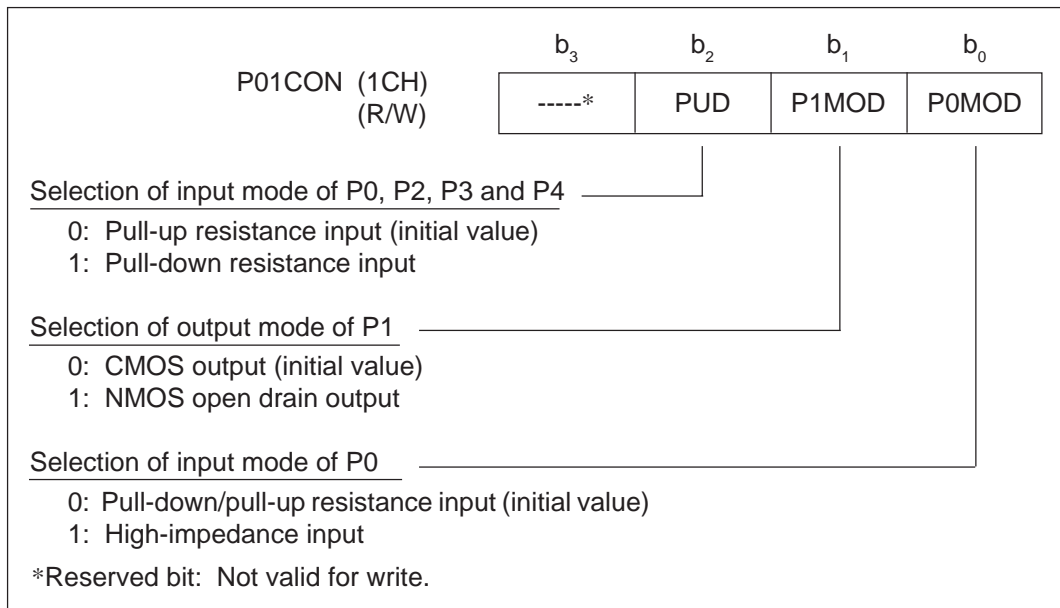 b3 b2 b1 b0
P01CON (1CH)
(R/W)
-----* PUD P1MOD P0MOD
Selection of input mode of P0, P2, P3 and P4
0: Pull-up resistance input (initial value)
1: Pull-down resistance input
Selection of output mode of P1
0: CMOS output (initial value)
1: NMOS open drain output
Selection of input mode of P0
0: Pull-down/pull-up resistance input (initial value)
1: High-impedance input
*Reserved bit: Not valid for write.